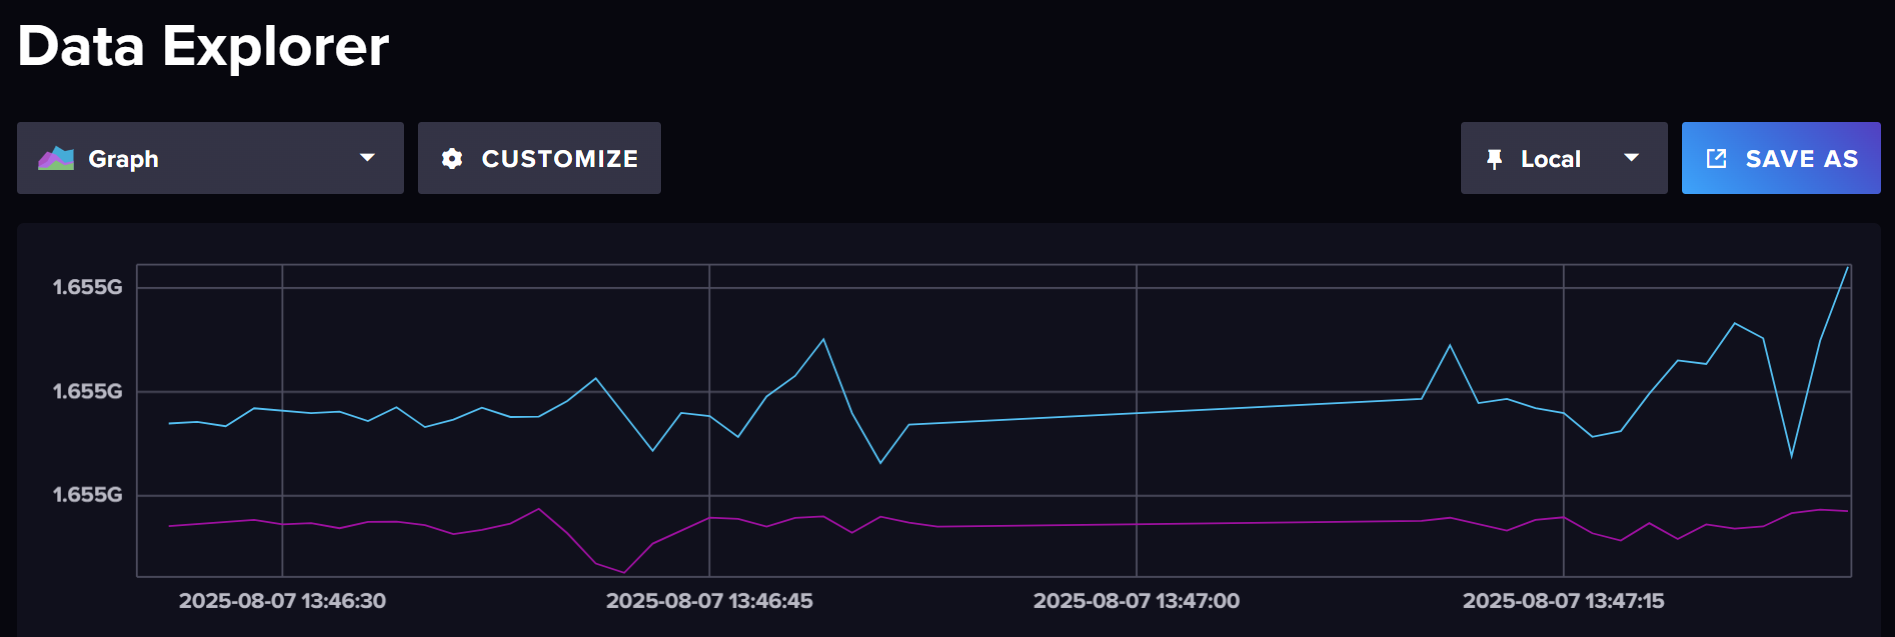 Data Explorer
Graph
CUSTOMIZE
Local
SAVE AS
1.655G
1.655G
1.655G
2025-08-07 13:46:30
2025-08-07 13:46:45
2025-08-07 13:47:00
2025-08-07 13:47:15